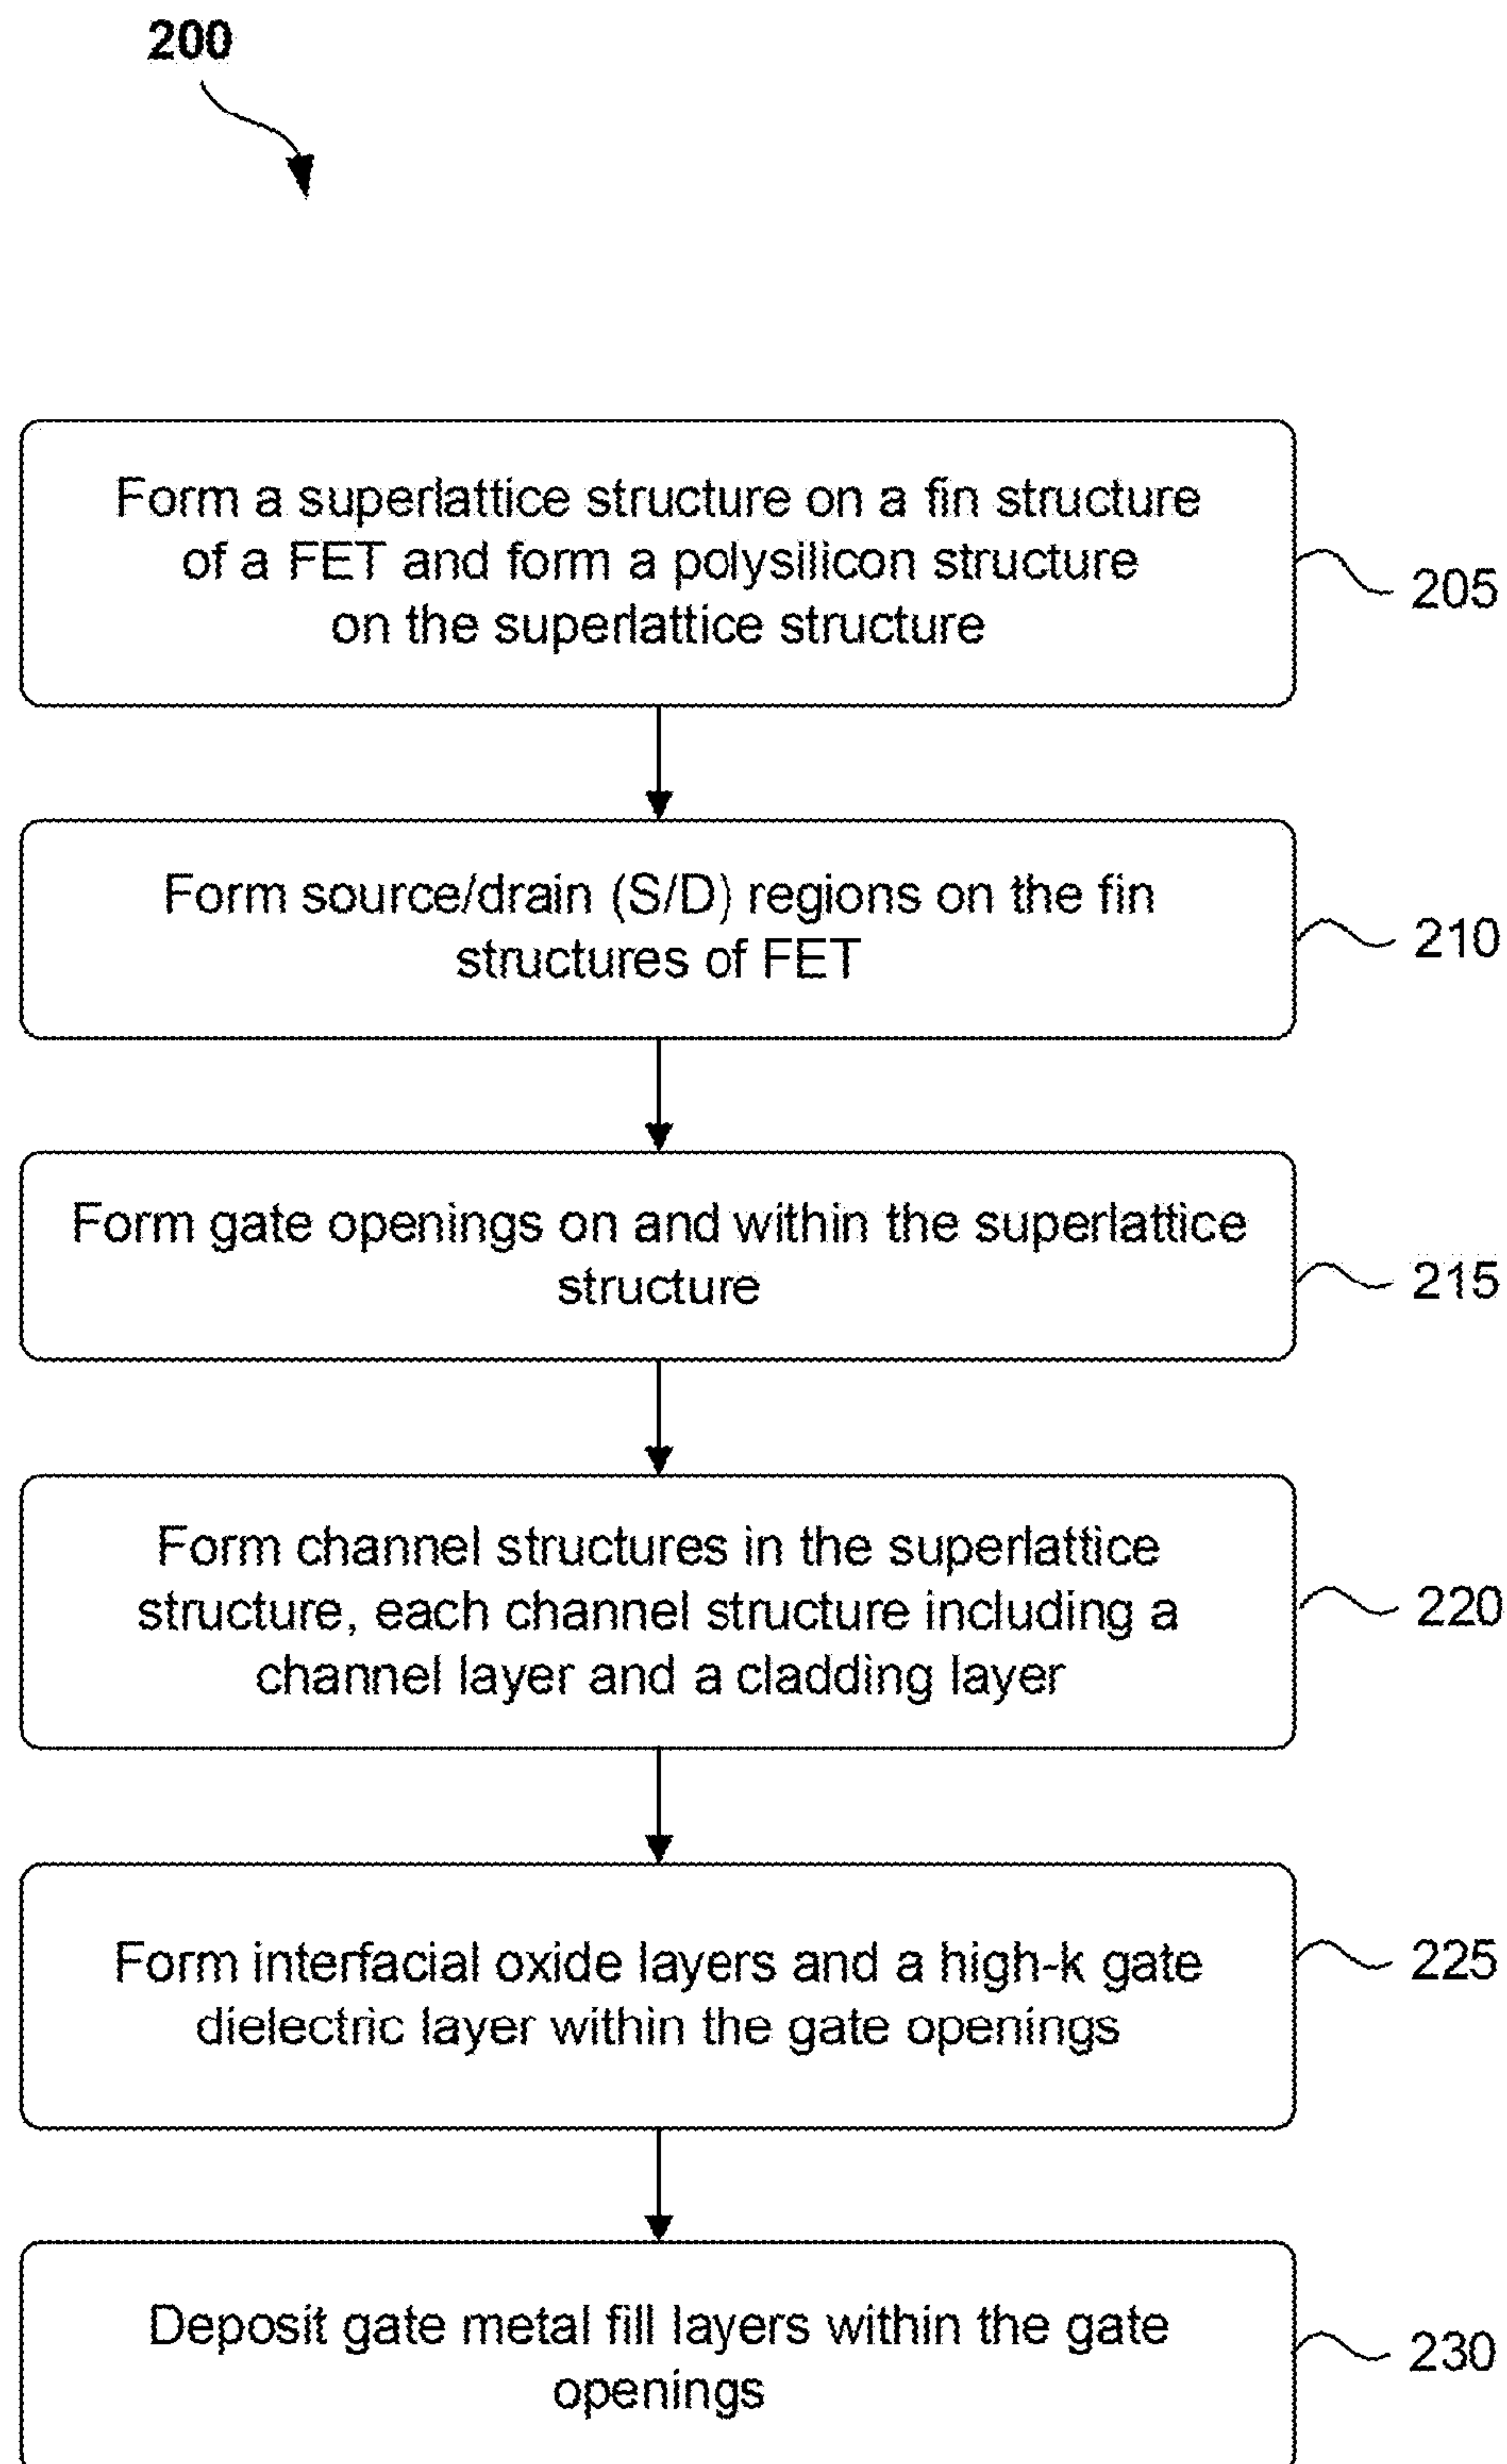 200
Form a superlattice structure on a fin structure
of a FET and form a polysilicon structure
on the superlattice structure
205
Form source/drain (S/D) regions on the fin
structures of FET
210
Form gate openings on and within the superlattice
structure
215
Form channel structures in the superlattice
structure, each channel structure including a
channel layer and a cladding layer
220
Form interfacial oxide layers and a high-k gate
dielectric layer within the gate openings
225
Deposit gate metal fill layers within the gate
openings
230